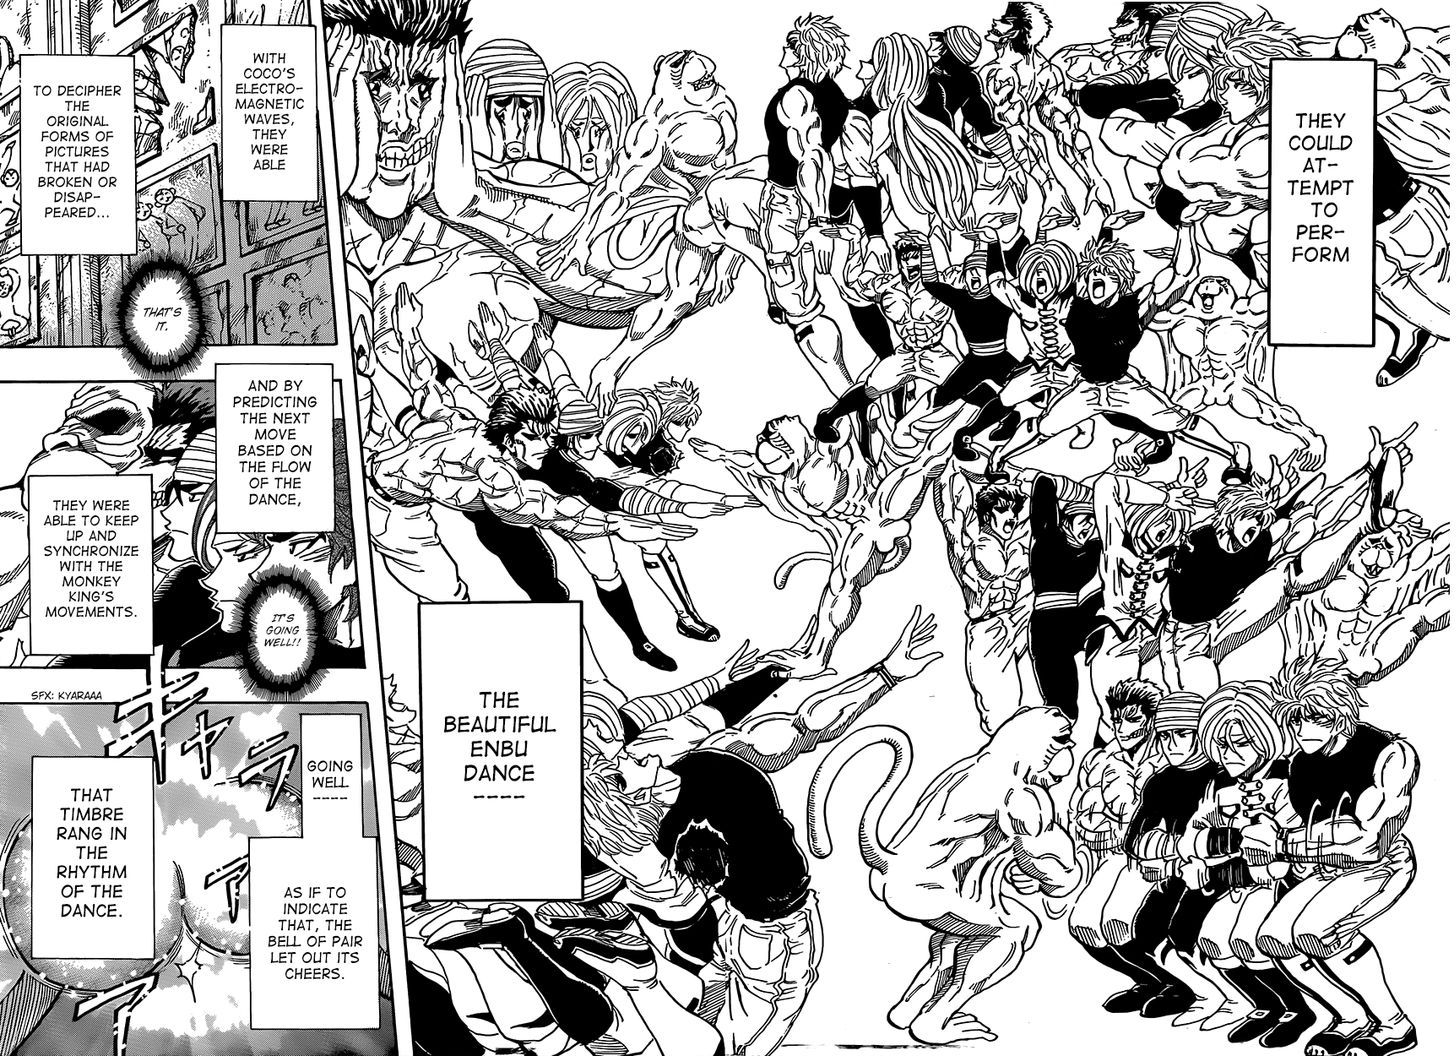 THEY
COULD
AT-
TEMPT
TO
PER-
FORM
THE
BEAUTIFUL
ENBU
DANCE
----
WITH
COCO'S
ELECTRO-
MAGNETIC
WAVES,
THEY
WERE
ABLE
TO DECIPHER
THE
ORIGINAL
FORMS OF
PICTURES
THAT HAD
BROKEN OR
DISAP-
PEARED...
THAT'S
IT.
AND BY
PREDICTING
THE NEXT
MOVE
BASED ON
THE FLOW
OF THE
DANCE,
THEY WERE
ABLE TO KEEP
UP AND
SYNCHRONIZE
WITH THE
MONKEY
KING'S
MOVEMENTS.
IT'S
GOING
WELL!!
SFX: KYARAAA
キャラアァ
GOING
WELL
----
AS IF TO
INDICATE
THAT, THE
BELL OF PAIR
LET OUT ITS
CHEERS.
THAT
TIMBRE
RANG IN
THE
RHYTHM
OF THE
DANCE.